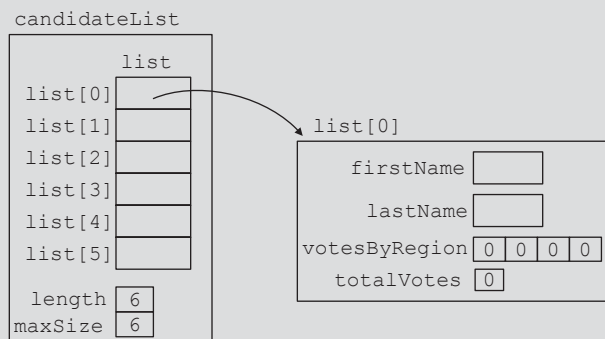 candidateList
list
list[0]
list[1]
list[2]
list[3]
list[4]
list[5]
length 6
maxSize 6
list[0]
firstName
lastName
votesByRegion 0 0 0 0
totalVotes 0